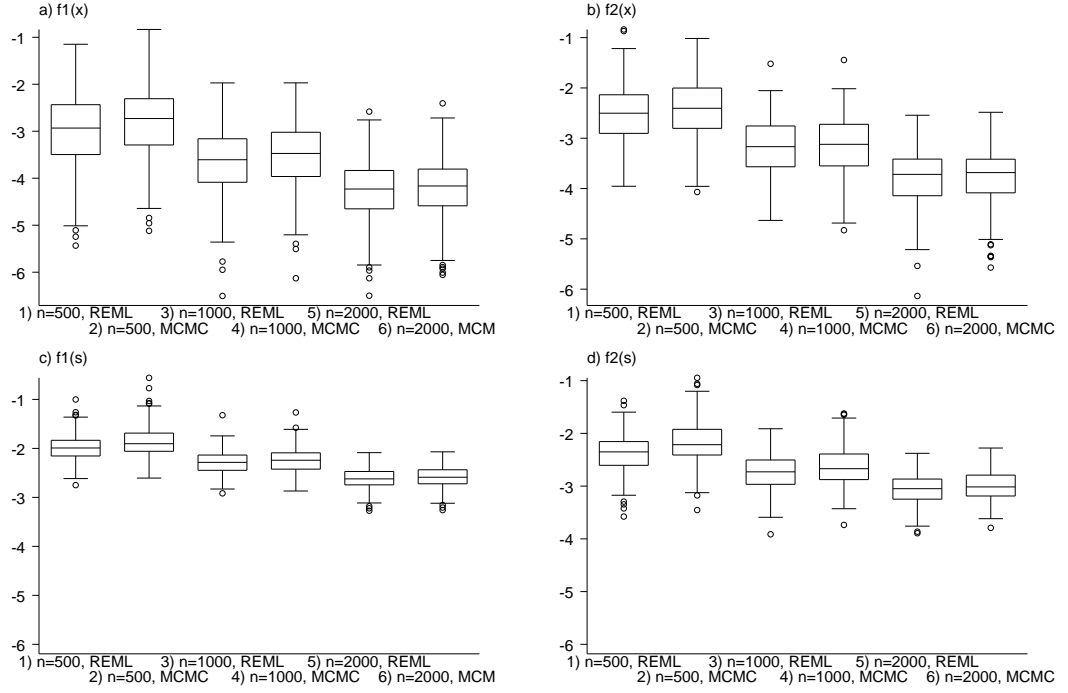 a) f1(x)
-1
-2
-3
-4
-5
-6
1) n=500, REML 3) n=1000, REML 5) n=2000, REML
2) n=500, MCMC 4) n=1000, MCMC 6) n=2000, MCM
b) f2(x)
-1
-2
-3
-4
-5
-6
1) n=500, REML 3) n=1000, REML 5) n=2000, REML
2) n=500, MCMC 4) n=1000, MCMC 6) n=2000, MCMC
c) f1(s)
-1
-2
-3
-4
-5
-6
1) n=500, REML 3) n=1000, REML 5) n=2000, REML
2) n=500, MCMC 4) n=1000, MCMC 6) n=2000, MCM
d) f2(s)
-1
-2
-3
-4
-5
-6
1) n=500, REML 3) n=1000, REML 5) n=2000, REML
2) n=500, MCMC 4) n=1000, MCMC 6) n=2000, MCMC